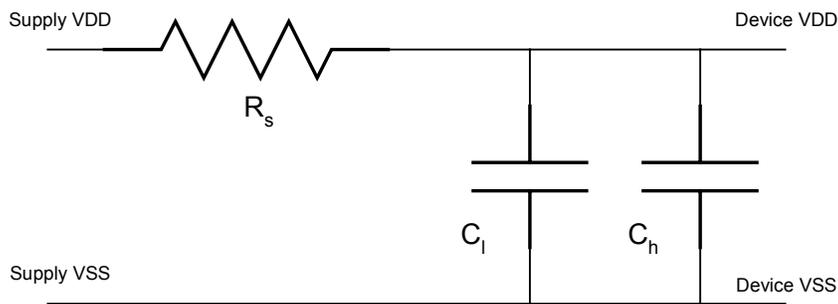 Supply VDD
Device VDD
Rs
Cl
Ch
Supply VSS
Device VSS